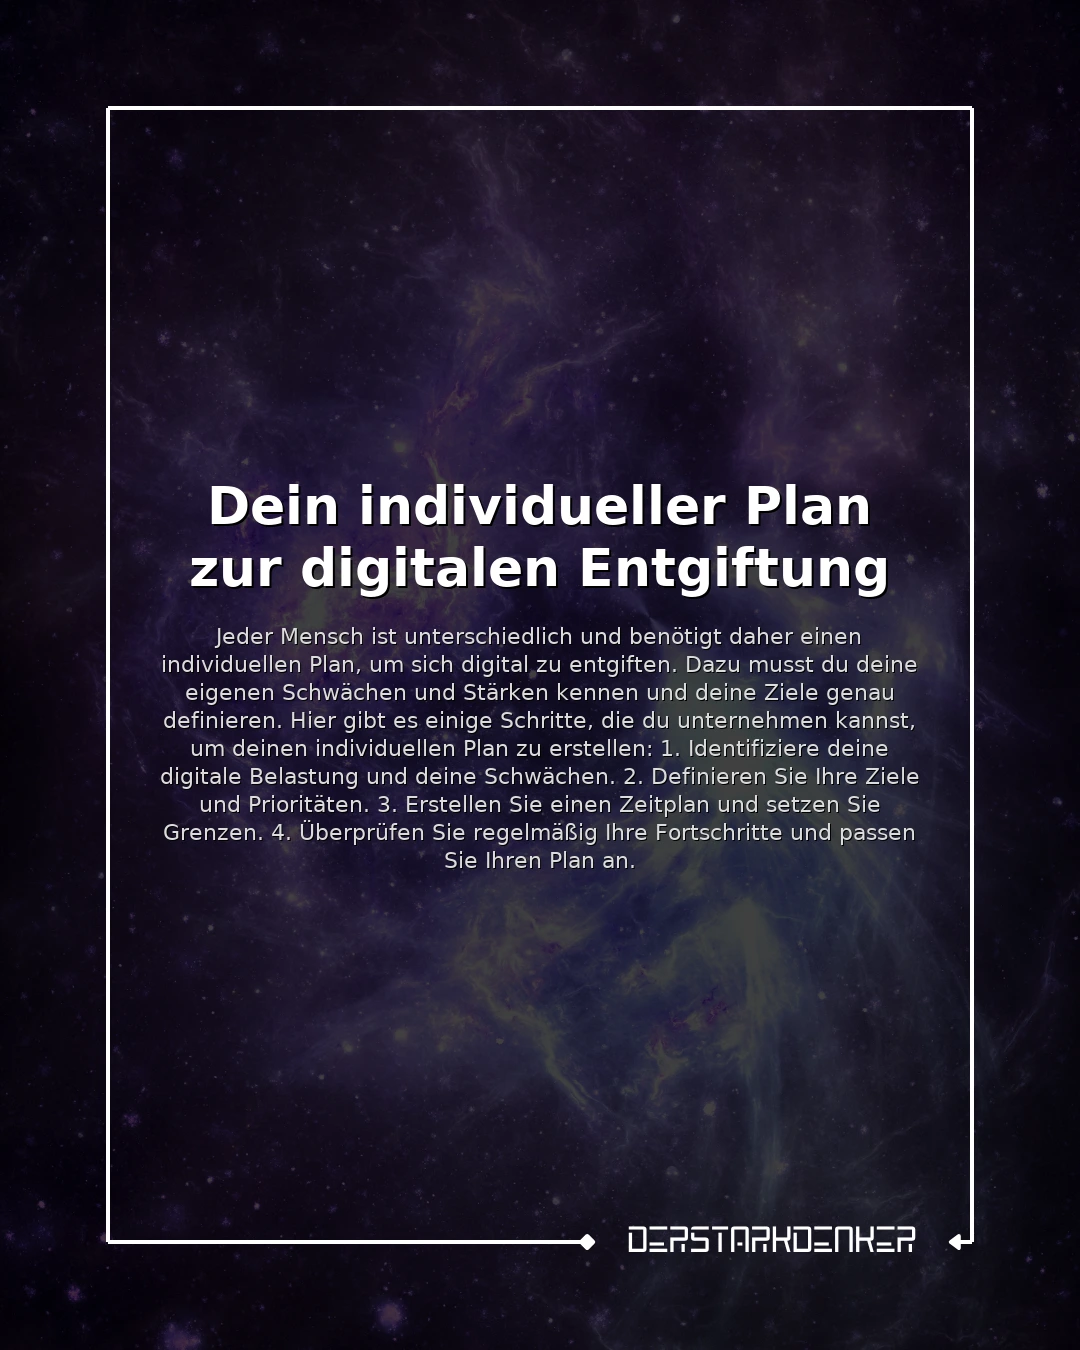 Dein individueller Plan
zur digitalen Entgiftung
Jeder Mensch ist unterschiedlich und benötigt daher einen
individuellen Plan, um sich digital zu entgiften. Dazu musst du deine
eigenen Schwächen und Stärken kennen und deine Ziele genau
definieren. Hier gibt es einige Schritte, die du unternehmen kannst,
um deinen individuellen Plan zu erstellen: 1. Identifiziere deine
digitale Belastung und deine Schwächen. 2. Definieren Sie Ihre Ziele
und Prioritäten. 3. Erstellen Sie einen Zeitplan und setzen Sie
Grenzen. 4. Überprüfen Sie regelmäßig Ihre Fortschritte und passen
Sie Ihren Plan an.
DERSTARKDENKER